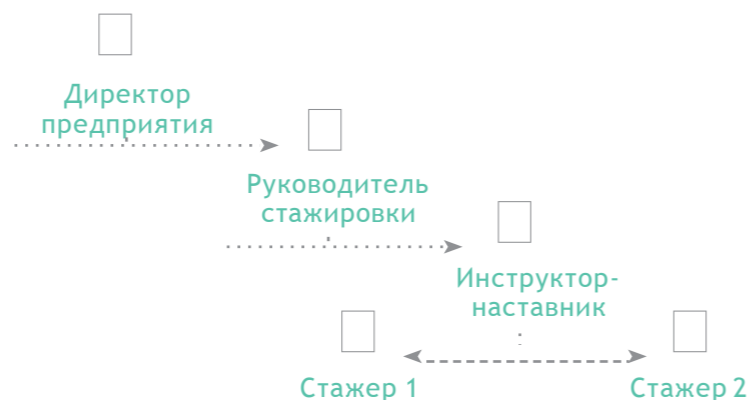 Директор
предприятия
Руководитель
стажировки
Инструктор-
наставник
Стажер 1
Стажер 2